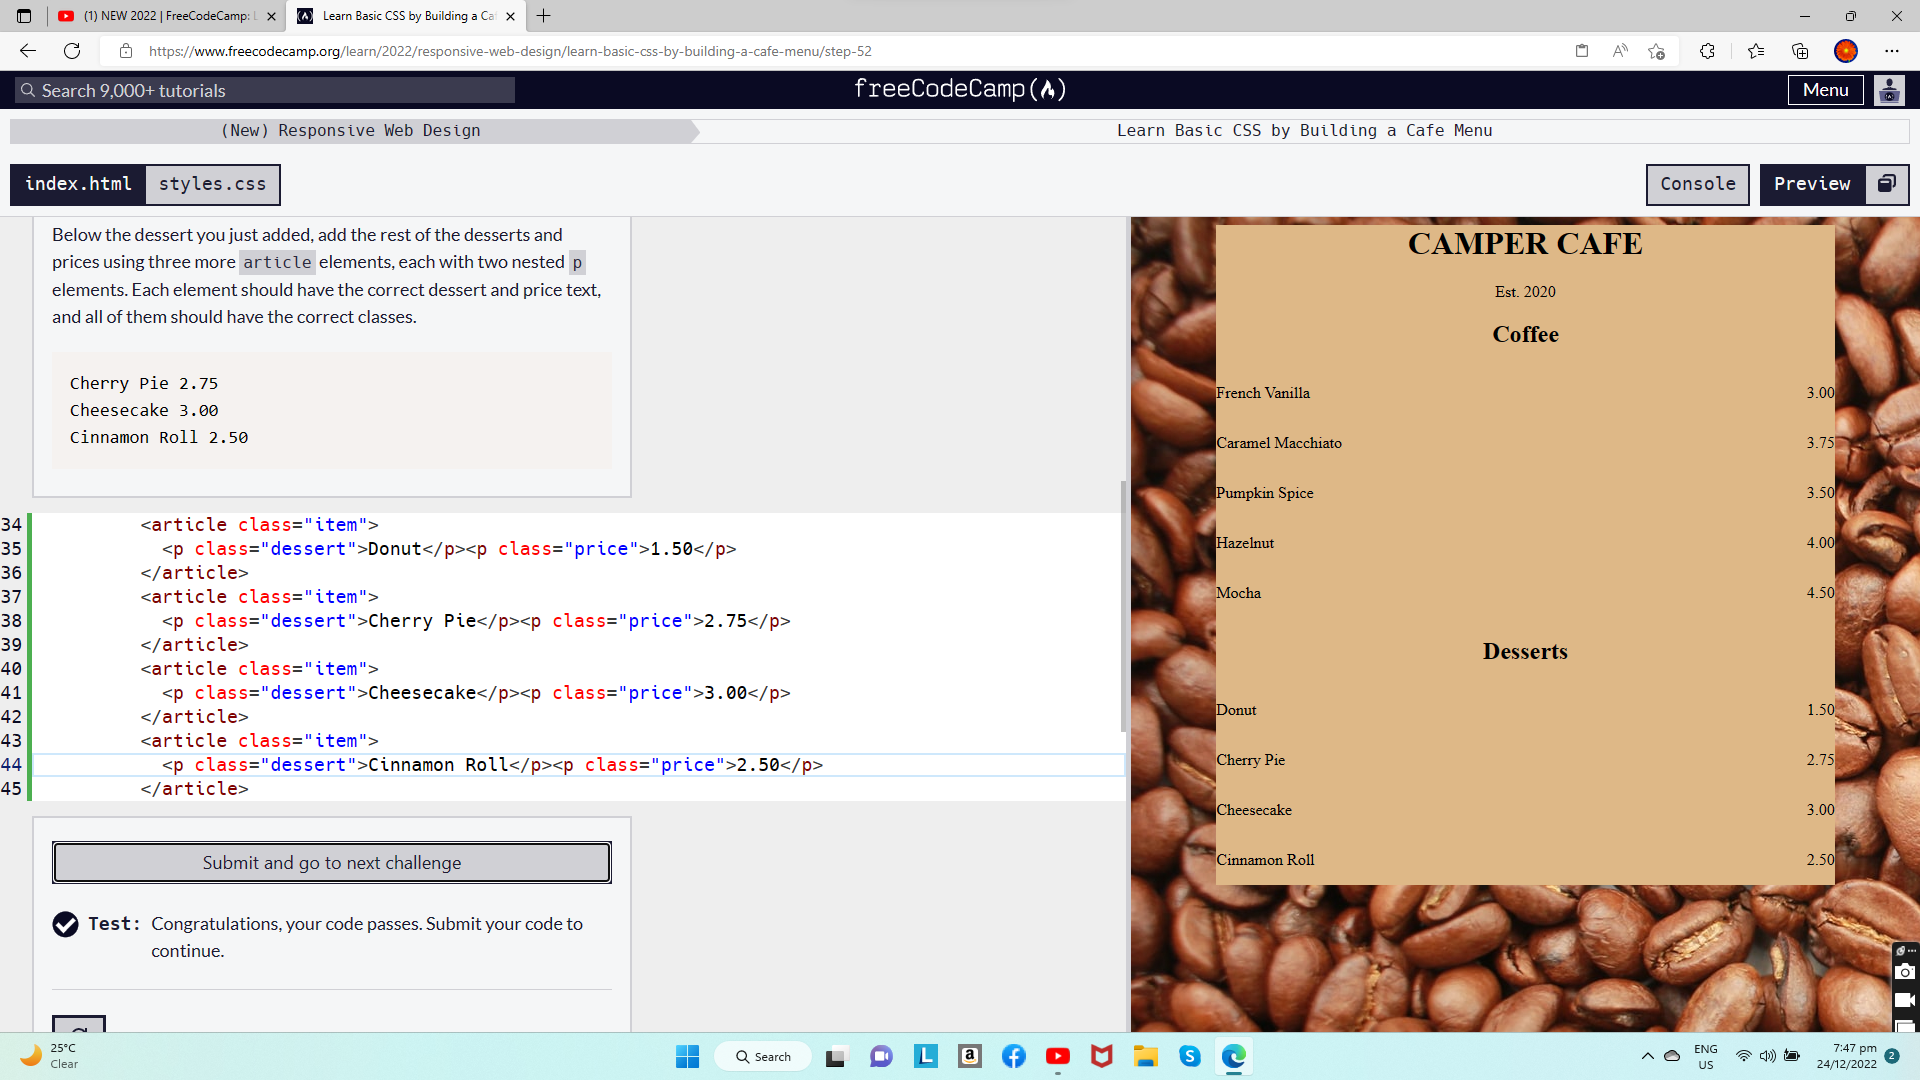 (1) NEW 2022 | FreeCodeCamp: L
Learn Basic CSS by Building a Caf
https://www.freecodecamp.org/learn/2022/responsive-web-design/learn-basic-css-by-building-a-cafe-menu/step-52
Search 9,000+ tutorials
freeCodeCamp
Menu
(New) Responsive Web Design
Learn Basic CSS by Building a Cafe Menu
index.html
styles.css
Console
Preview
Below the dessert you just added, add the rest of the desserts and
prices using three more article elements, each with two nested p
elements. Each element should have the correct dessert and price text,
and all of them should have the correct classes.
Cherry Pie 2.75
Cheesecake 3.00
Cinnamon Roll 2.50
34 <article class="item">
35 <p class="dessert">Donut</p><p class="price">1.50</p>
36 </article>
37 <article class="item">
38 <p class="dessert">Cherry Pie</p><p class="price">2.75</p>
39 </article>
40 <article class="item">
41 <p class="dessert">Cheesecake</p><p class="price">3.00</p>
42 </article>
43 <article class="item">
44 <p class="dessert">Cinnamon Roll</p><p class="price">2.50</p>
45 </article>
Submit and go to next challenge
Test: Congratulations, your code passes. Submit your code to
continue.
CAMPER CAFE
Est. 2020
Coffee
French Vanilla 3.00
Caramel Macchiato 3.75
Pumpkin Spice 3.50
Hazelnut 4.00
Mocha 4.50
Desserts
Donut 1.50
Cherry Pie 2.75
Cheesecake 3.00
Cinnamon Roll 2.50
25°C
Clear
Search
ENG
US
7:47 pm
24/12/2022
2